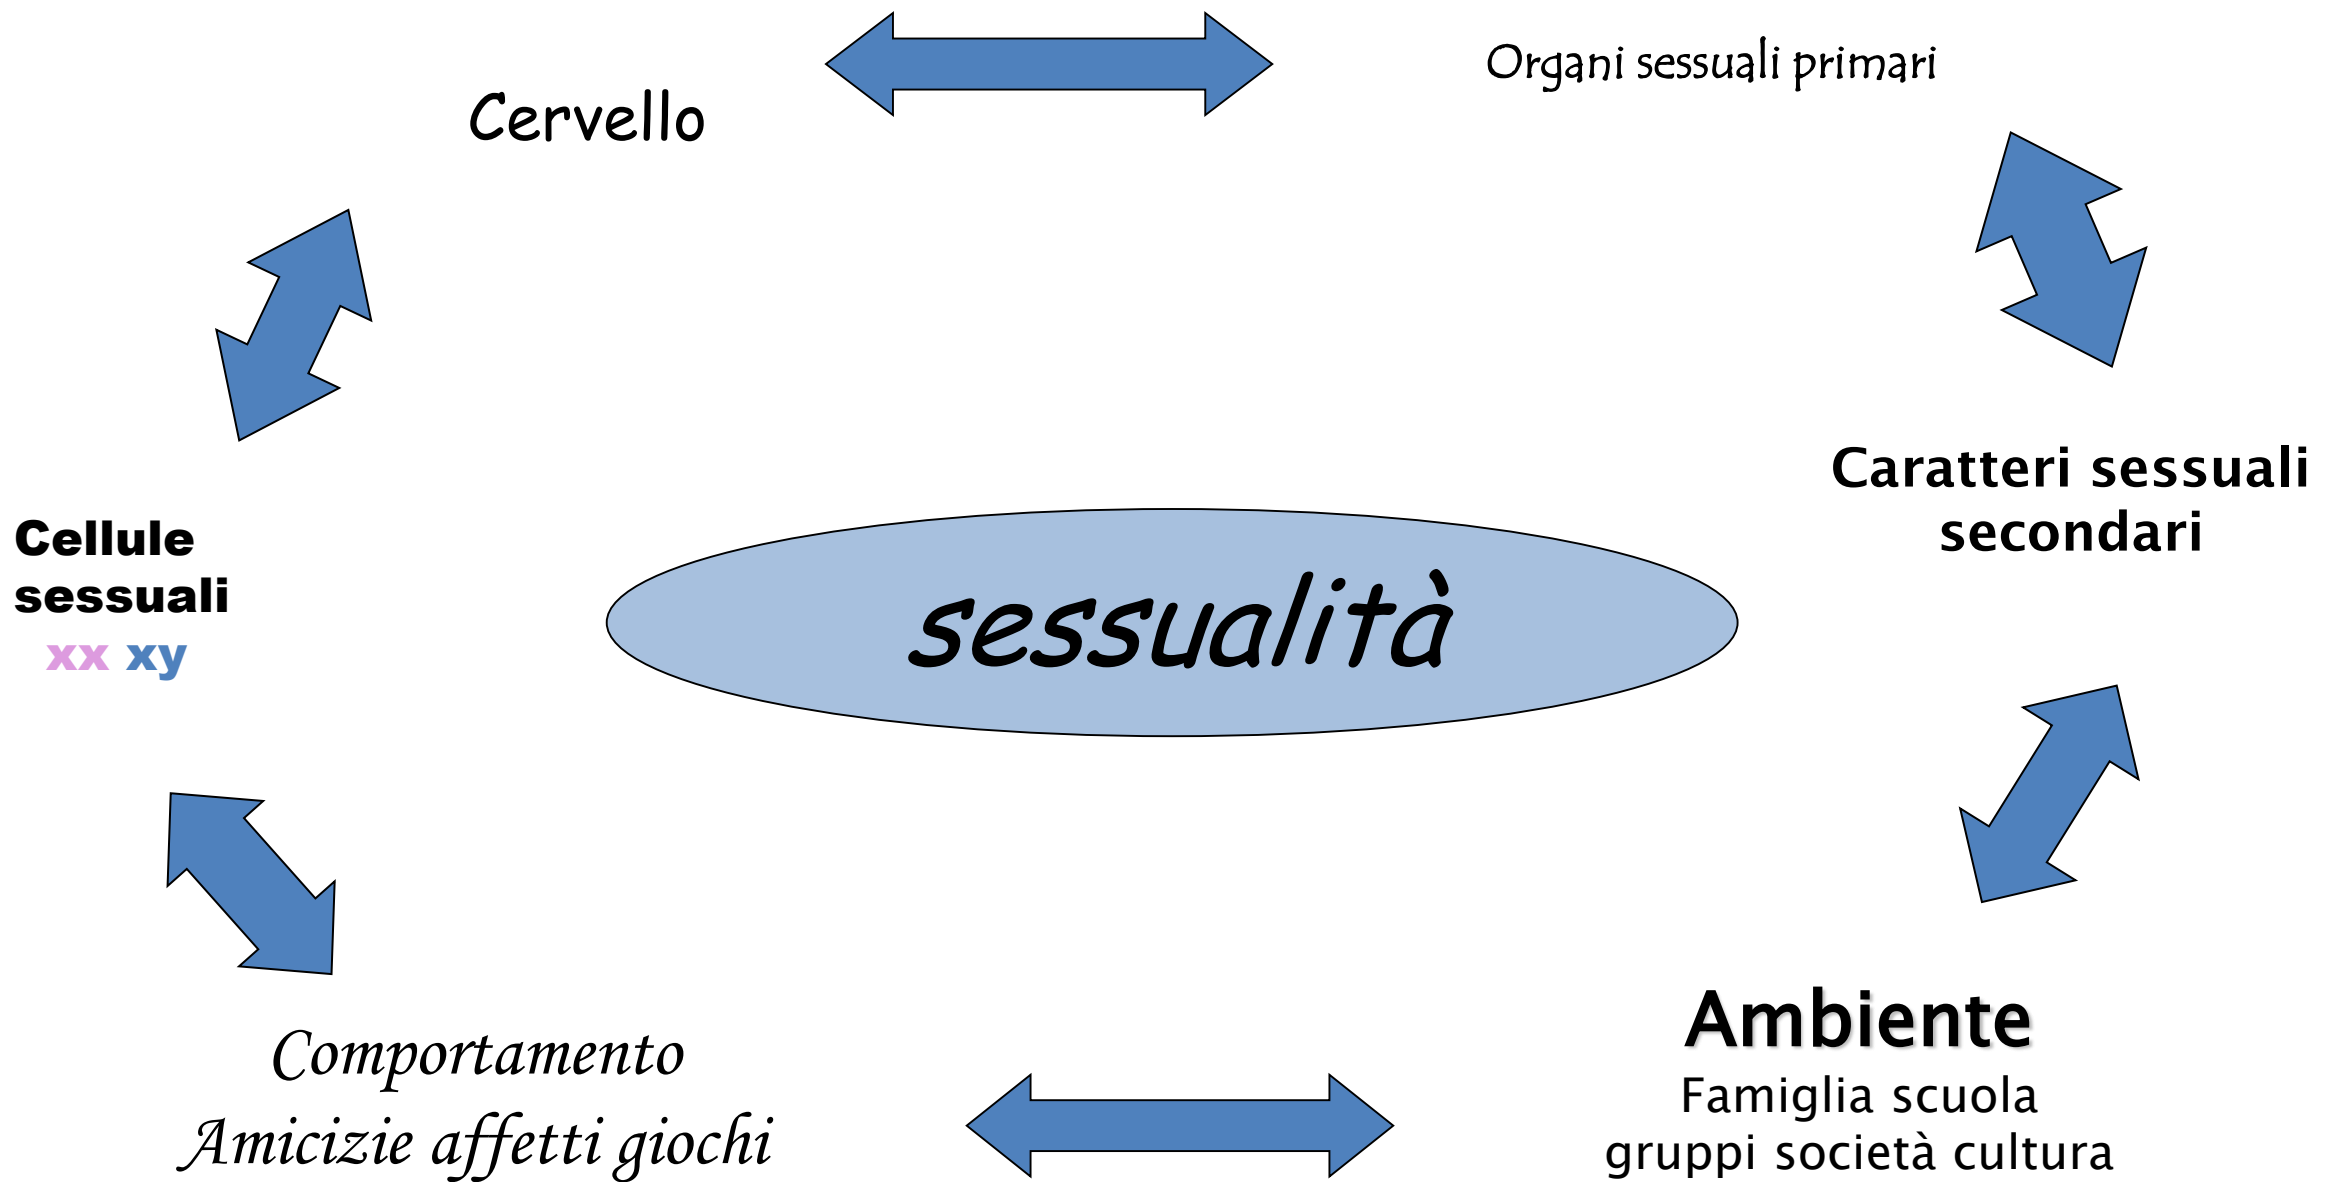 Cervello
Organi sessuali primari
Caratteri sessuali
secondari
Cellule
sessuali
xx xy
sessualità
Ambiente
Famiglia scuola
gruppi società cultura
Comportamento
Amicizie affetti giochi